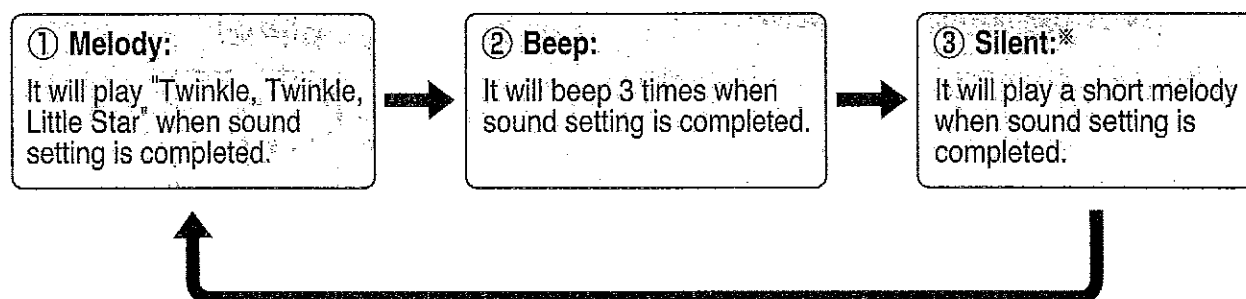 ① Melody:
It will play "Twinkle, Twinkle,
Little Star" when sound
setting is completed.
② Beep:
It will beep 3 times when
sound setting is completed.
③ Silent:※
It will play a short melody
when sound setting is
completed.